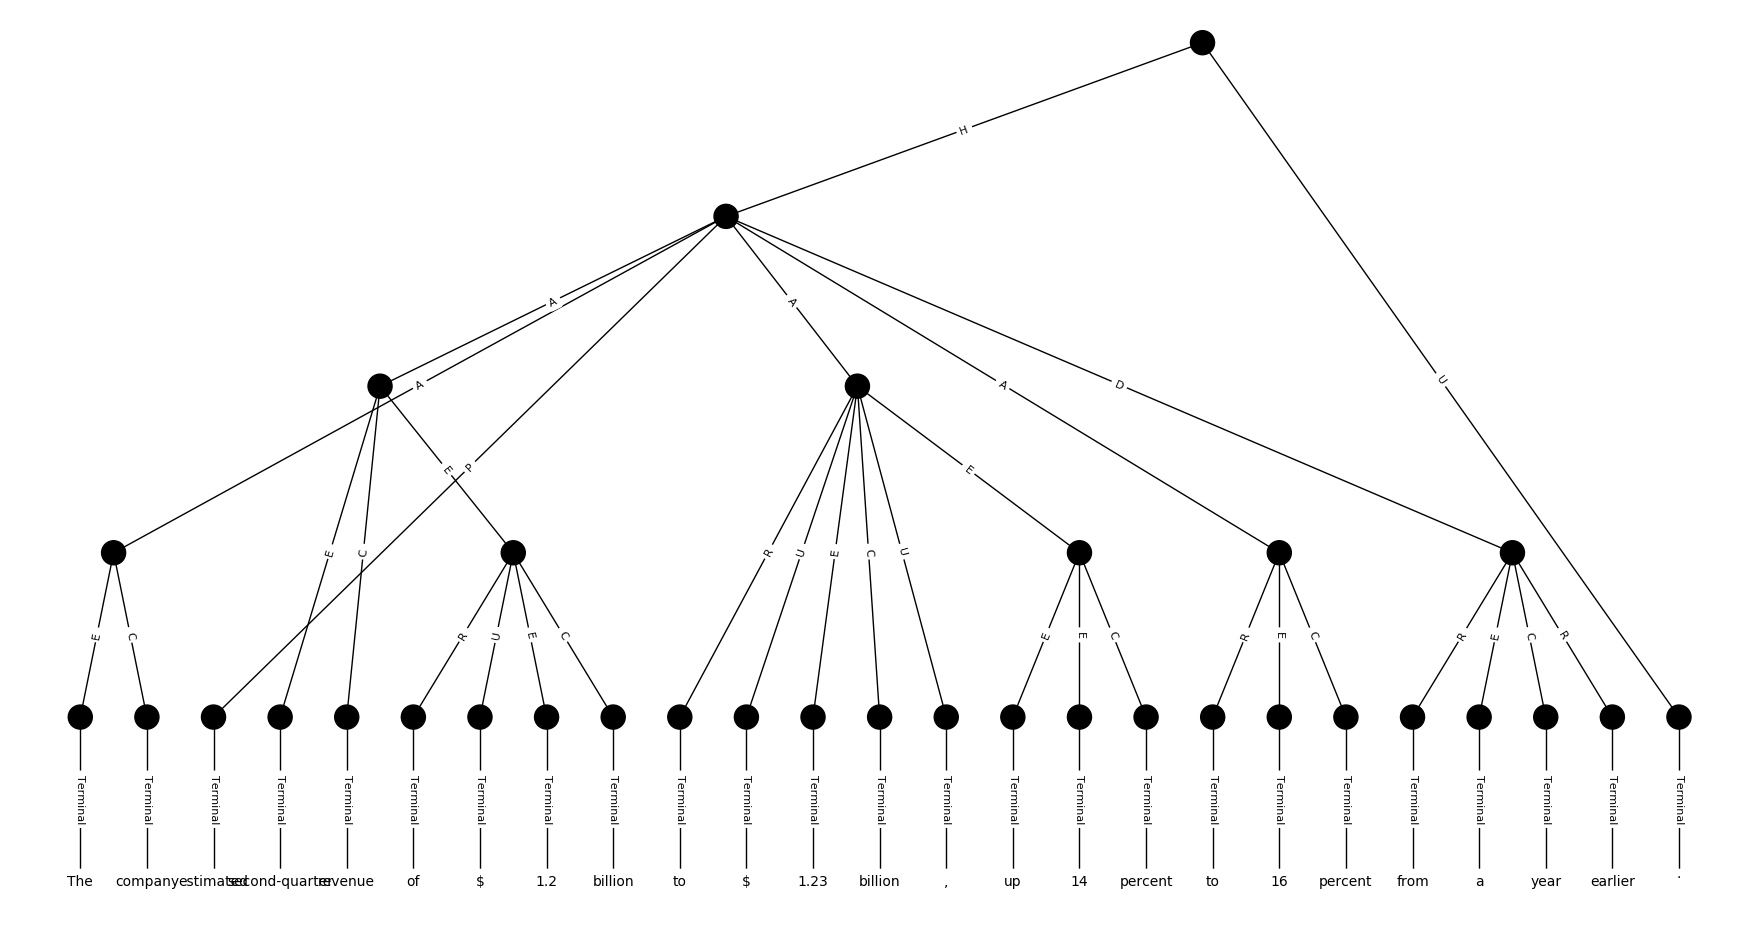 H
A A
A A D U
E P E
E C R U E C U
E C R U E C E E C R E C R E C R
Terminal Terminal Terminal Terminal Terminal Terminal Terminal Terminal Terminal Terminal Terminal Terminal Terminal Terminal Terminal Terminal Terminal Terminal Terminal Terminal Terminal Terminal Terminal Terminal Terminal
The company estimated second-quarter revenue of $ 1.2 billion to $ 1.23 billion , up 14 percent to 16 percent from a year earlier .